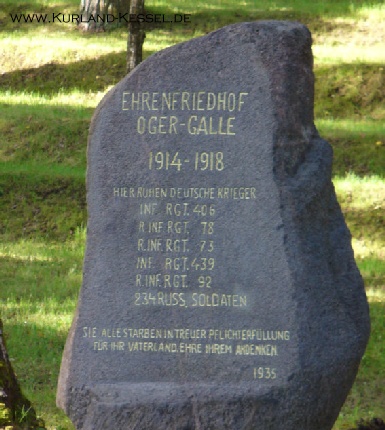 www.Kurland-Kessel.de
EHRENFRIEDHOF
OGER-GALLE
1914-1918
HIER RUHEN DEUTSCHE KRIEGER
INF. RGT. 406
R.INF. RGT. 78
R.INF. RGT. 73
INF. RGT. 439
R.INF. RGT. 92
234 RUSS. SOLDATEN
SIE ALLE STARBEN IN TREUER PFLICHTERFÜLLUNG
FÜR IHR VATERLAND. EHRE IHREM ANDENKEN.
1935